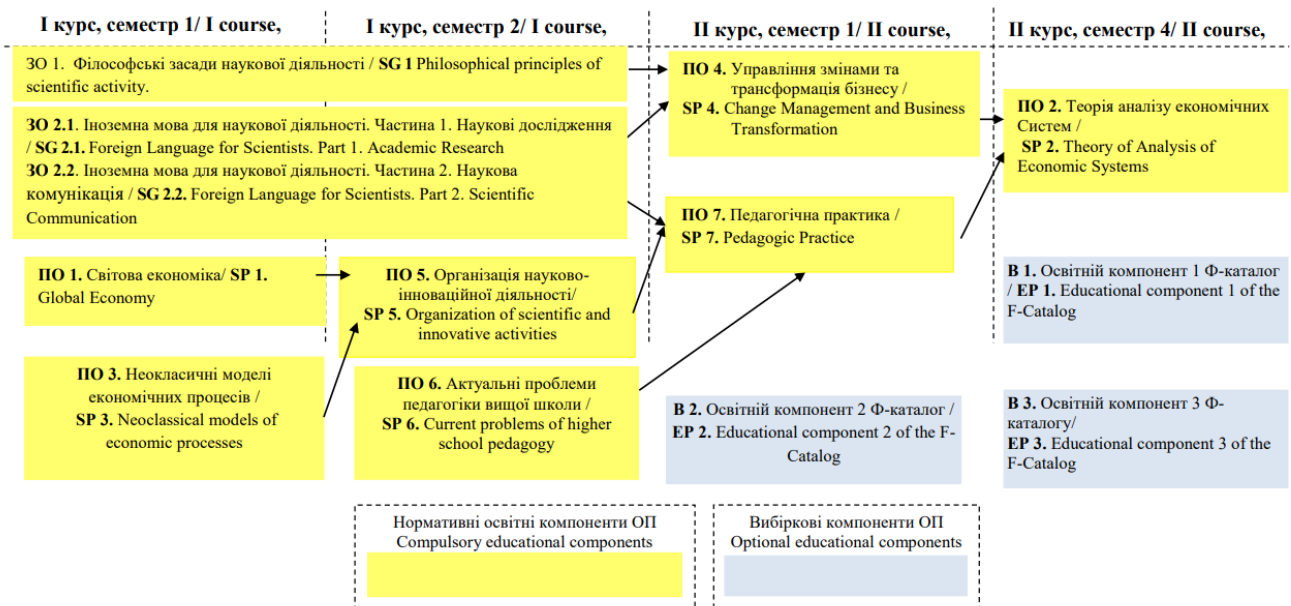 I курс, семестр 1/ I course,
I курс, семестр 2/ I course,
II курс, семестр 1/ II course,
II курс, семестр 4/ II course,
ЗО 1. Філософські засади наукової діяльності / SG 1 Philosophical principles of
scientific activity.
ЗО 2.1. Іноземна мова для наукової діяльності. Частина 1. Наукові дослідження
/ SG 2.1. Foreign Language for Scientists. Part 1. Academic Research
ЗО 2.2. Іноземна мова для наукової діяльності. Частина 2. Наукова
комунікація / SG 2.2. Foreign Language for Scientists. Part 2. Scientific
Communication
ПО 4. Управління змінами та
трансформація бізнесу /
SP 4. Change Management and Business
Transformation
ПО 2. Теорія аналізу економічних
Систем /
SP 2. Theory of Analysis of
Economic Systems
ПО 7. Педагогічна практика /
SP 7. Pedagogic Practice
ПО 1. Світова економіка/ SP 1.
Global Economy
ПО 5. Організація науково-
інноваційної діяльності/
SP 5. Organization of scientific and
innovative activities
В 1. Освітній компонент 1 Ф-каталог
/ EP 1. Educational component 1 of the
F-Catalog
ПО 3. Неокласичні моделі
економічних процесів /
SP 3. Neoclassical models of
economic processes
ПО 6. Актуальні проблеми
педагогіки вищої школи /
SP 6. Current problems of higher
school pedagogy
В 2. Освітній компонент 2 Ф-каталог /
EP 2. Educational component 2 of the F-
Catalog
В 3. Освітній компонент 3 Ф-
каталогу/
EP 3. Educational component 3 of the
F-Catalog
Нормативні освітні компоненти ОП
Compulsory educational components
Вибіркові компоненти ОП
Optional educational components